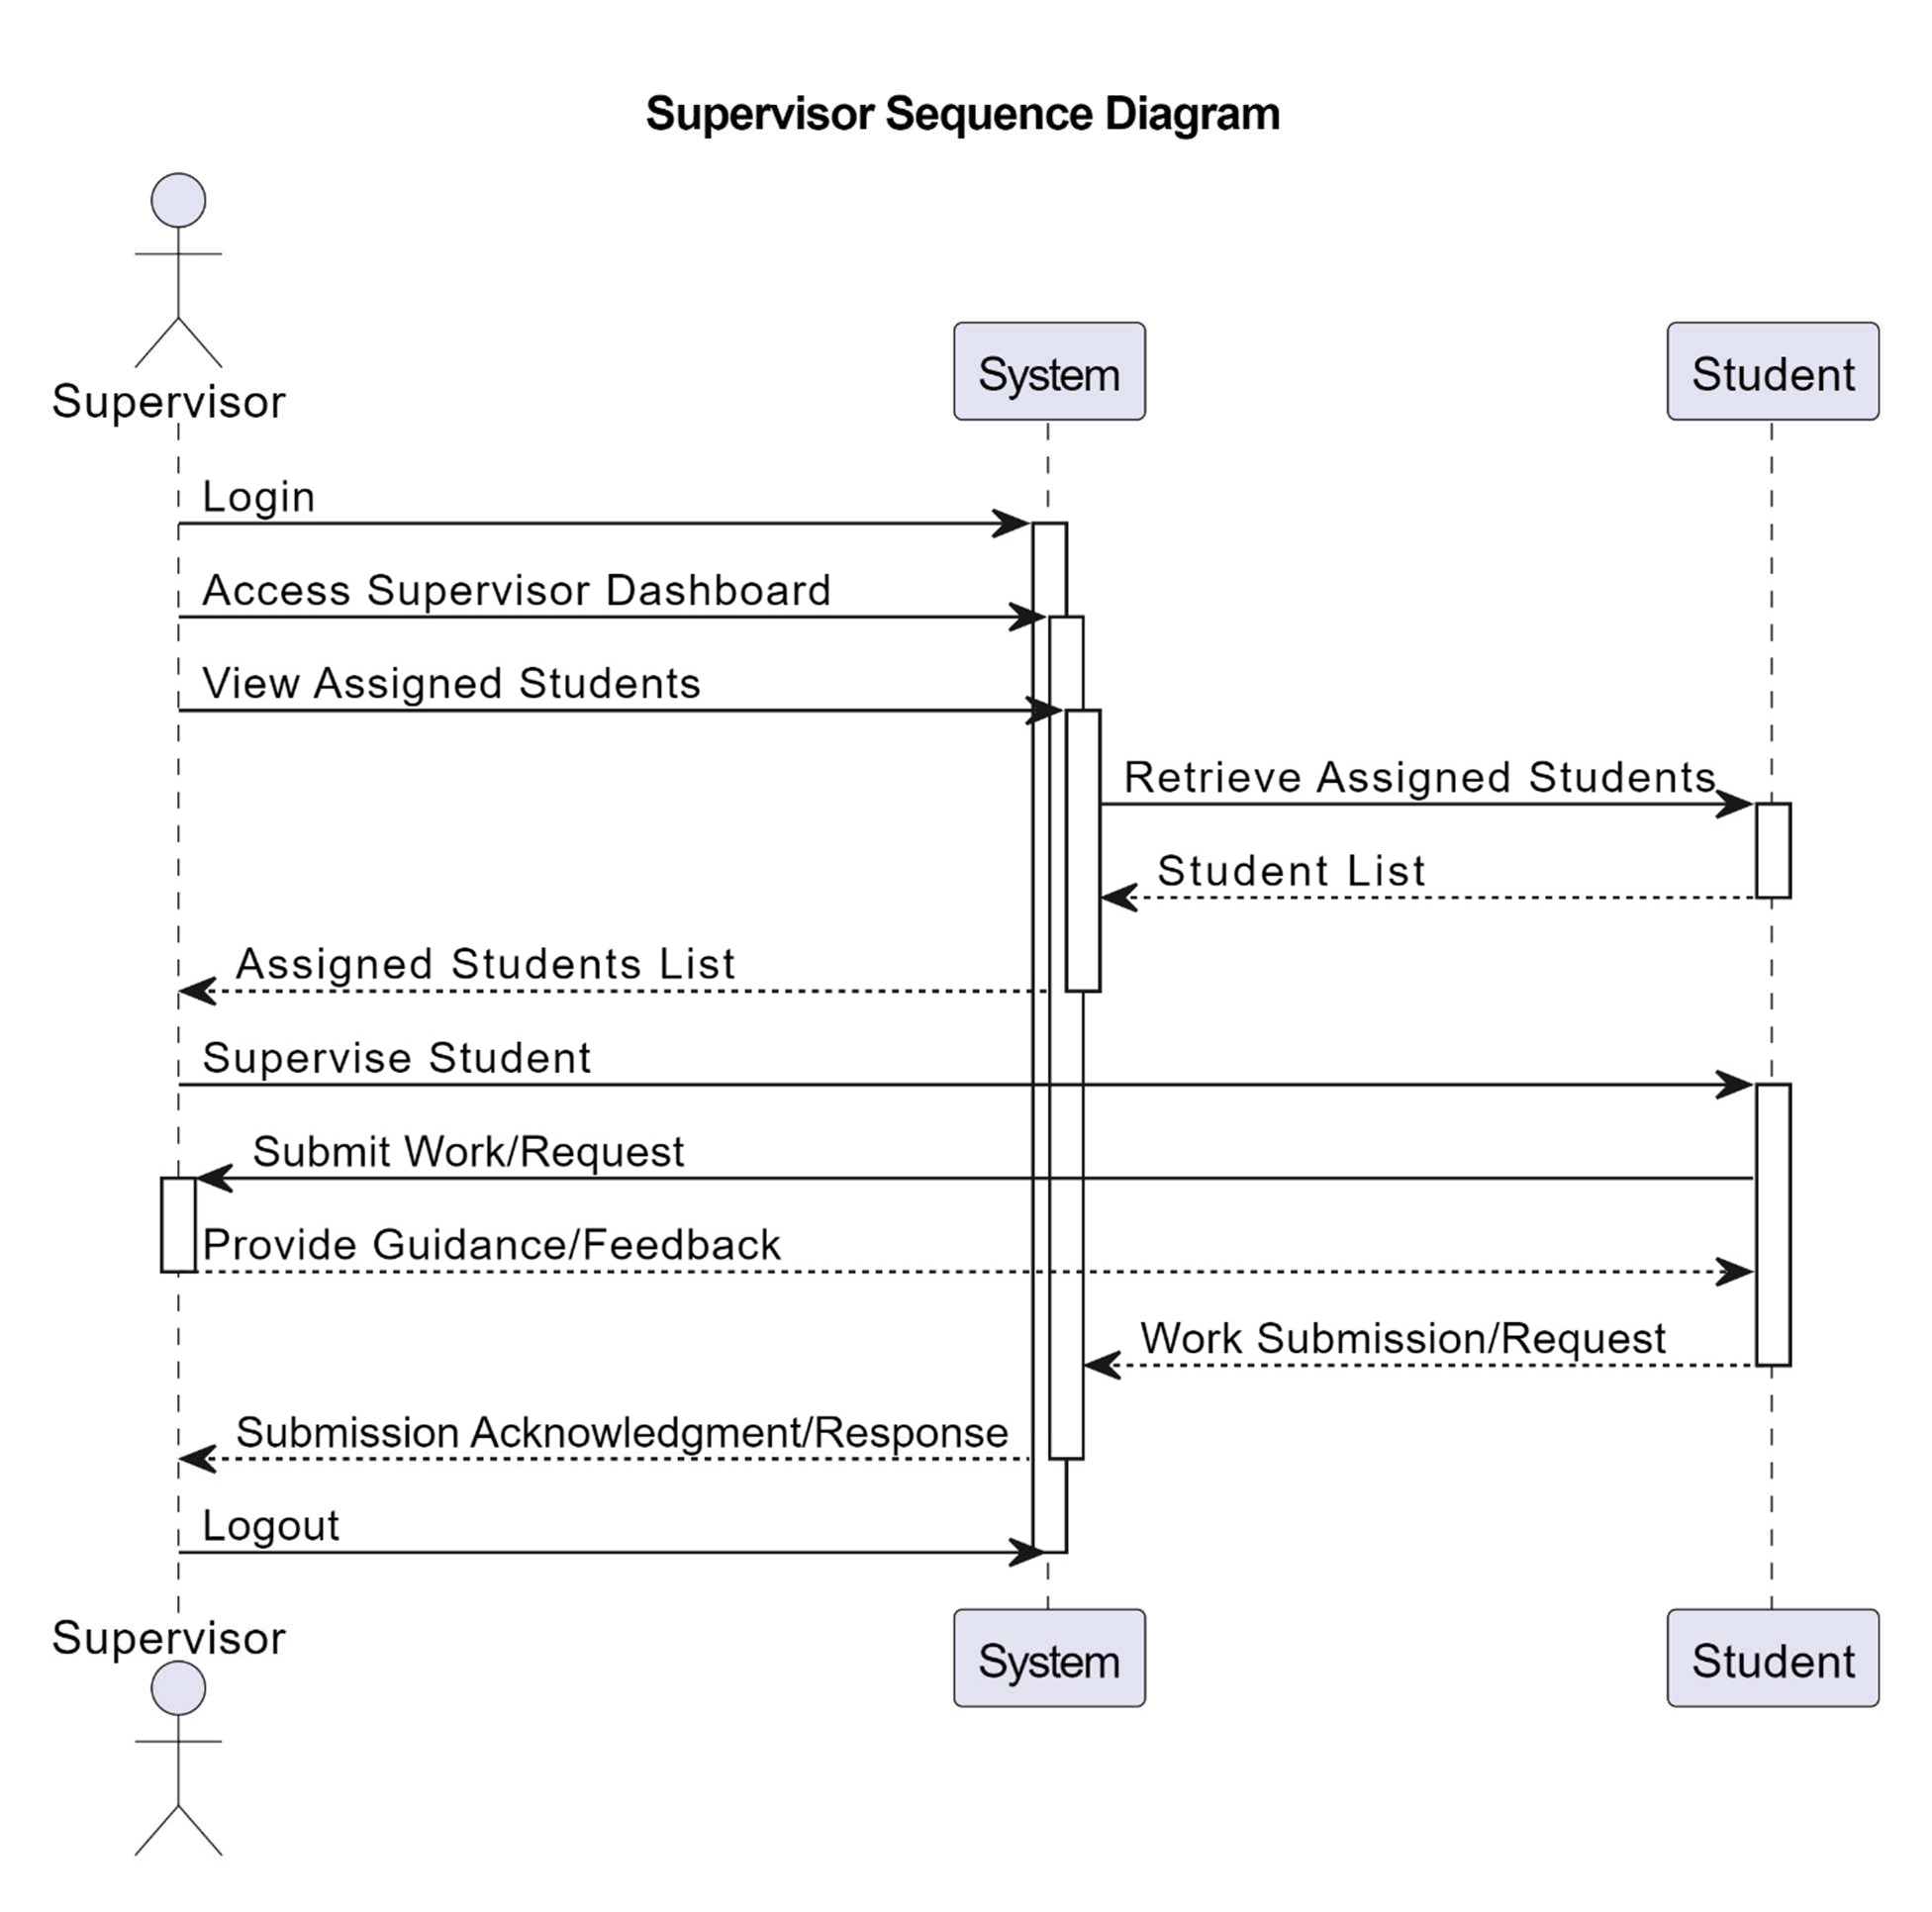 Supervisor Sequence Diagram
Supervisor
System
Student
Login
Access Supervisor Dashboard
View Assigned Students
Retrieve Assigned Students
Student List
Assigned Students List
Supervise Student
Submit Work/Request
Provide Guidance/Feedback
Work Submission/Request
Submission Acknowledgment/Response
Logout
Supervisor
System
Student